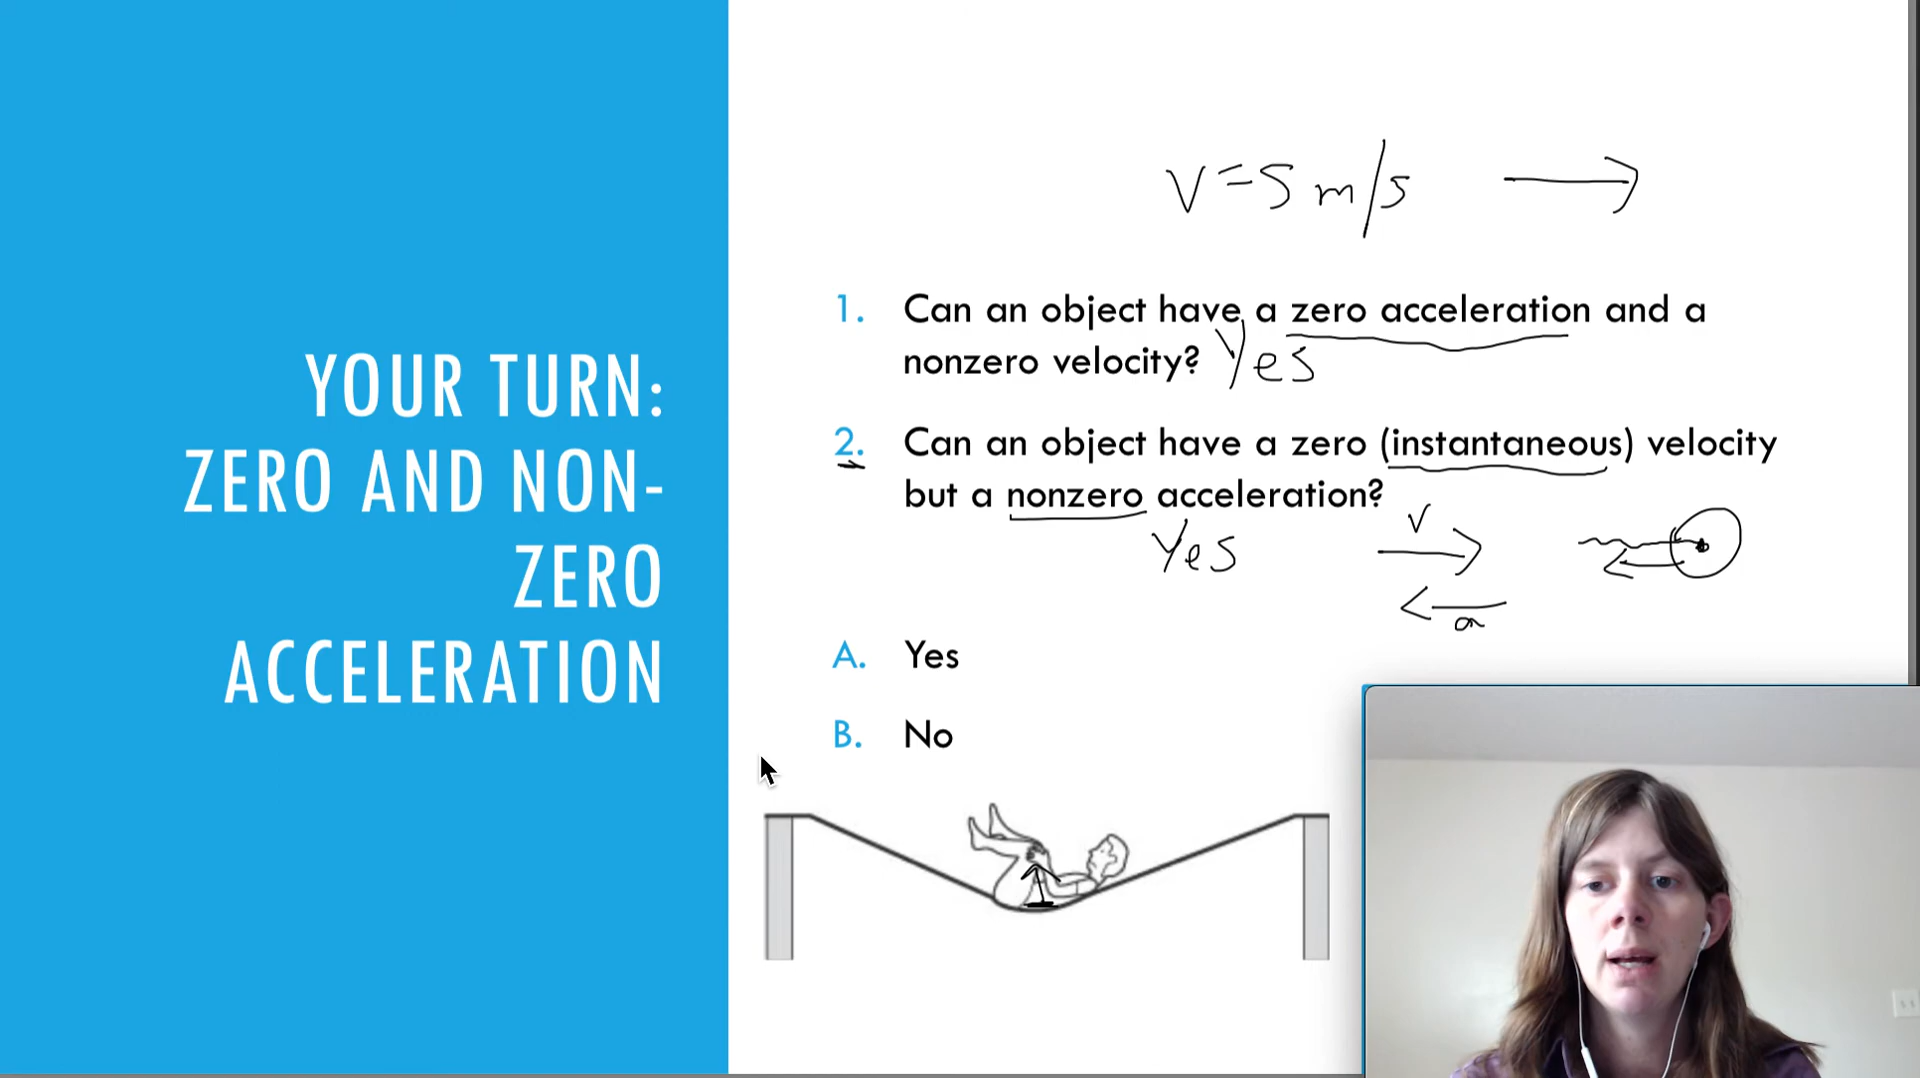 YOUR TURN:
ZERO AND NON-
ZERO
ACCELERATION
V=5 m/s
1. Can an object have a zero acceleration and a
nonzero velocity? Yes
2. Can an object have a zero (instantaneous) velocity
but a nonzero acceleration?
Yes
V
a
A. Yes
B. No